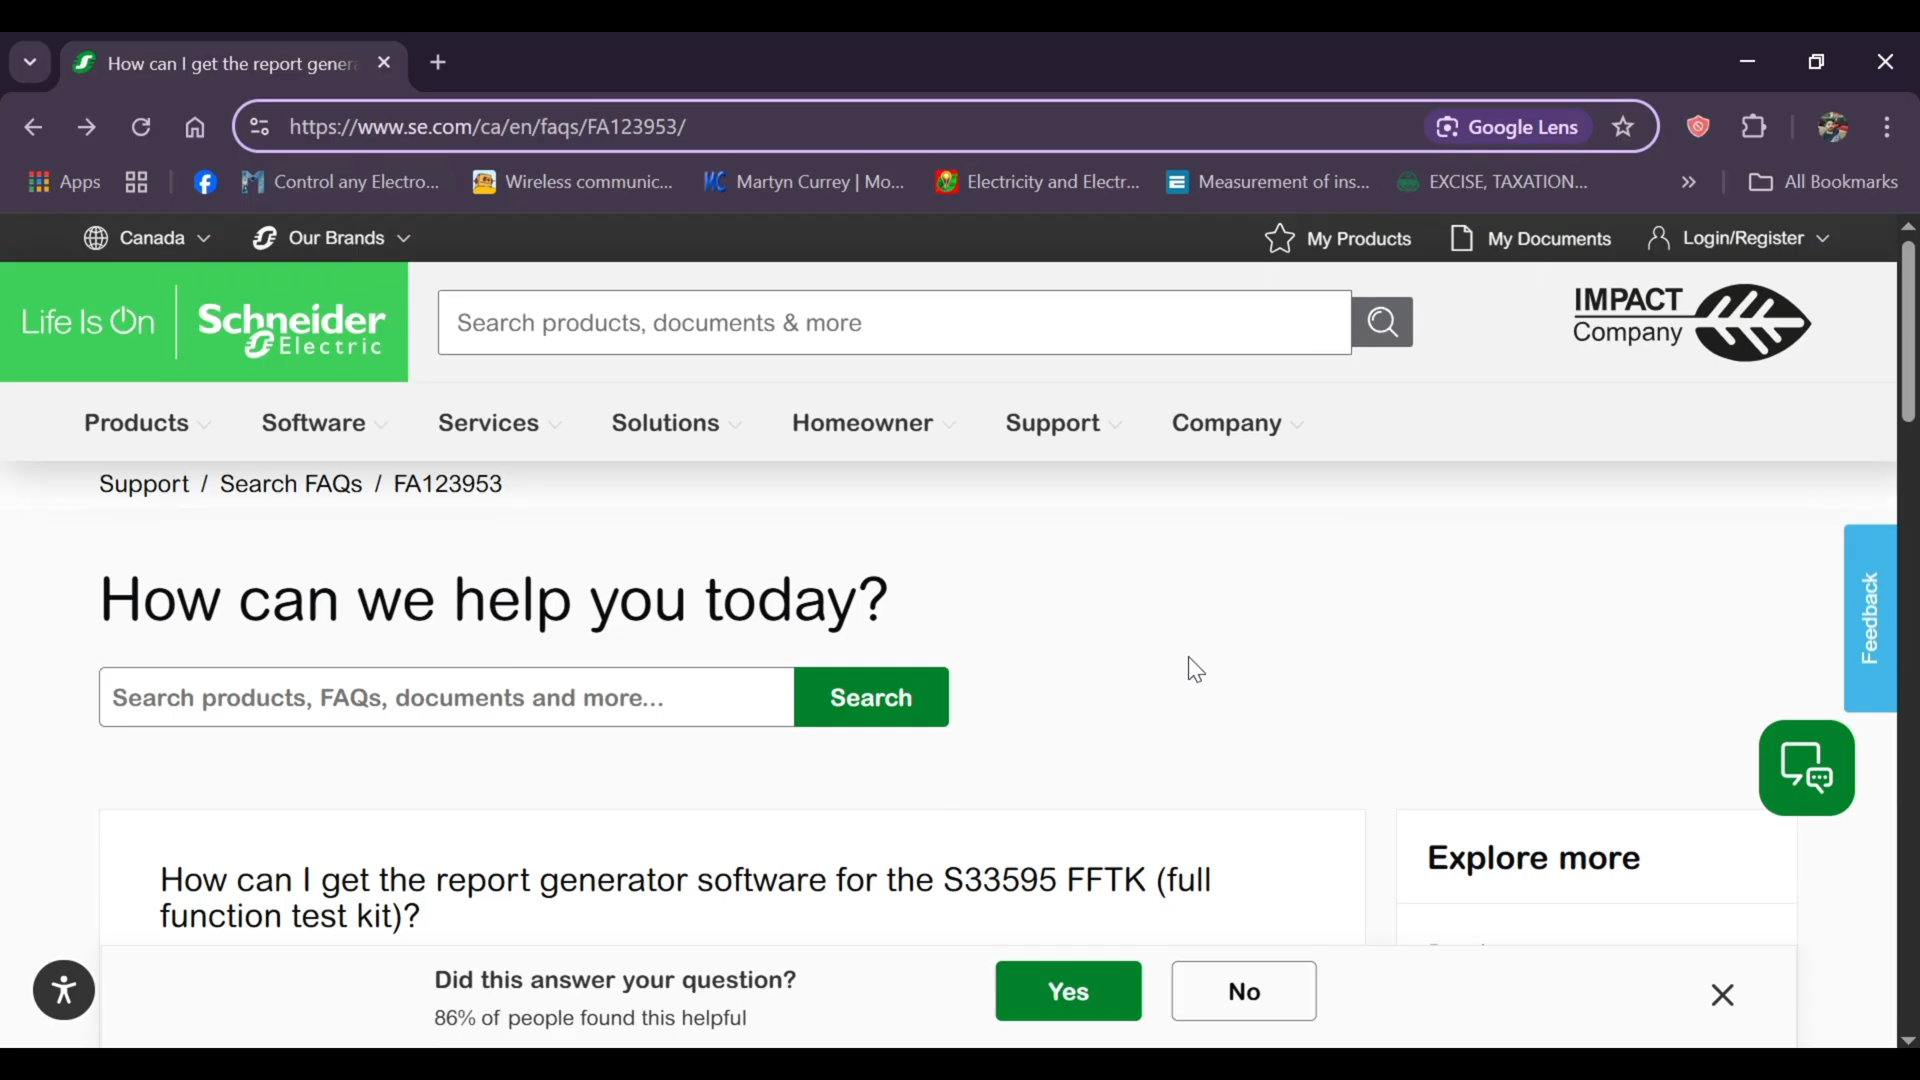 How can I get the report gener
https://www.se.com/ca/en/faqs/FA123953/
Google Lens
Apps
Control any Electro...
Wireless communic...
Martyn Currey | Mo...
Electricity and Electr...
Measurement of ins...
EXCISE, TAXATION...
All Bookmarks
Canada
Our Brands
My Products
My Documents
Login/Register
Life Is On
Schneider
Electric
Search products, documents & more
IMPACT
Company
Products
Software
Services
Solutions
Homeowner
Support
Company
Support / Search FAQs / FA123953
How can we help you today?
Feedback
Search products, FAQs, documents and more...
Search
How can I get the report generator software for the S33595 FFTK (full
function test kit)?
Explore more
Did this answer your question?
86% of people found this helpful
Yes
No